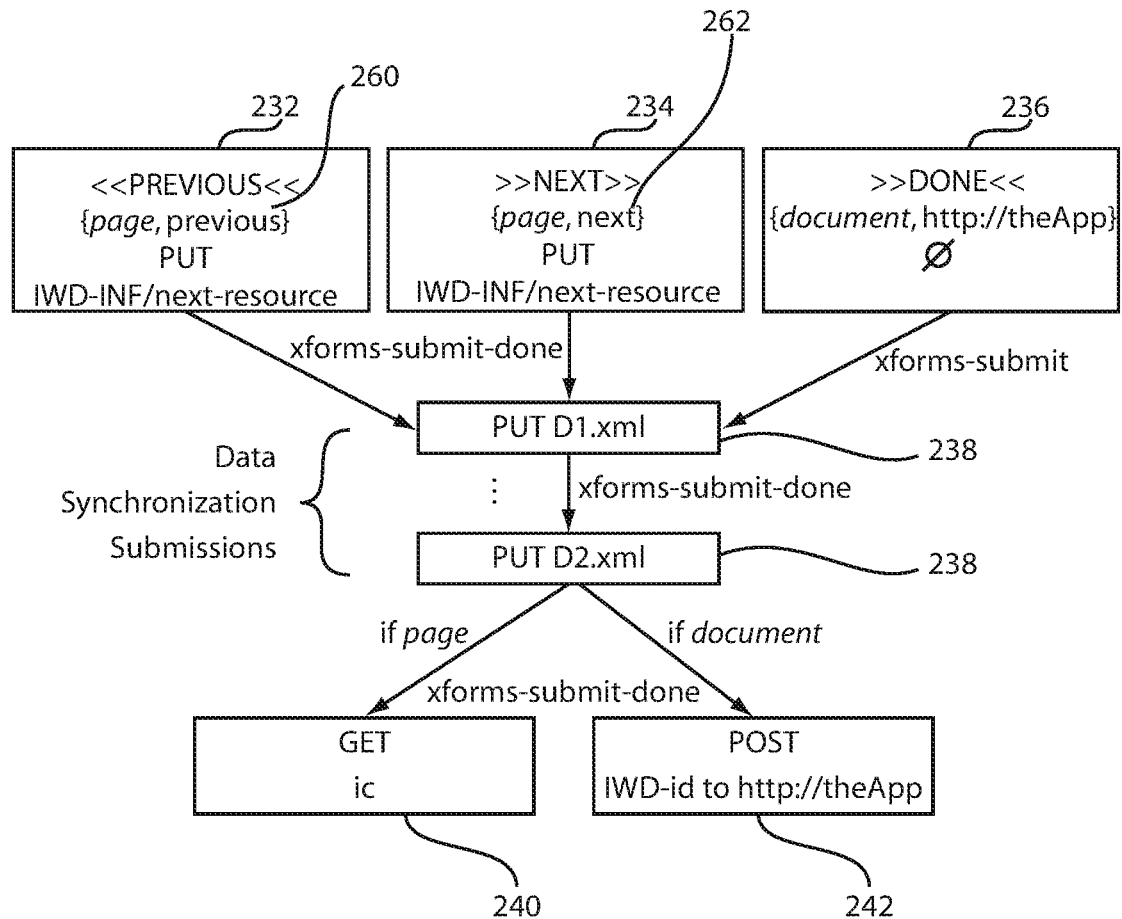 262
260
232
234
236
<<PREVIOUS<<
{page, previous}
PUT
IWD-INF/next-resource
>>NEXT>>
{page, next}
PUT
IWD-INF/next-resource
>>DONE<<
{document, http://theApp}
∅
xforms-submit-done
xforms-submit
PUT D1.xml
238
Data
Synchronization
Submissions
⋮
xforms-submit-done
PUT D2.xml
238
if page
if document
xforms-submit-done
GET
ic
POST
IWD-id to http://theApp
240
242